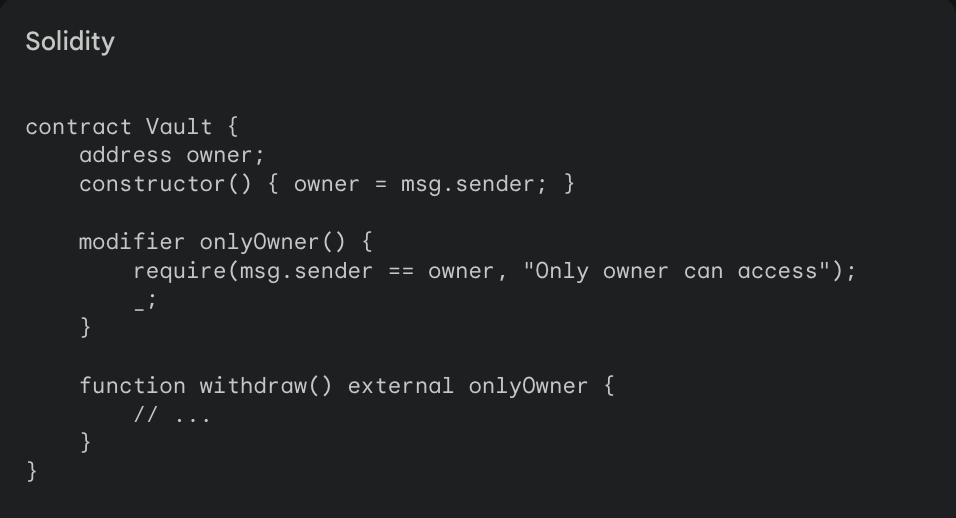 Solidity
contract Vault {
    address owner;
    constructor() { owner = msg.sender; }
    modifier onlyOwner() {
        require(msg.sender == owner, "Only owner can access");
        _;
    }
    function withdraw() external onlyOwner {
        // ...
    }
}